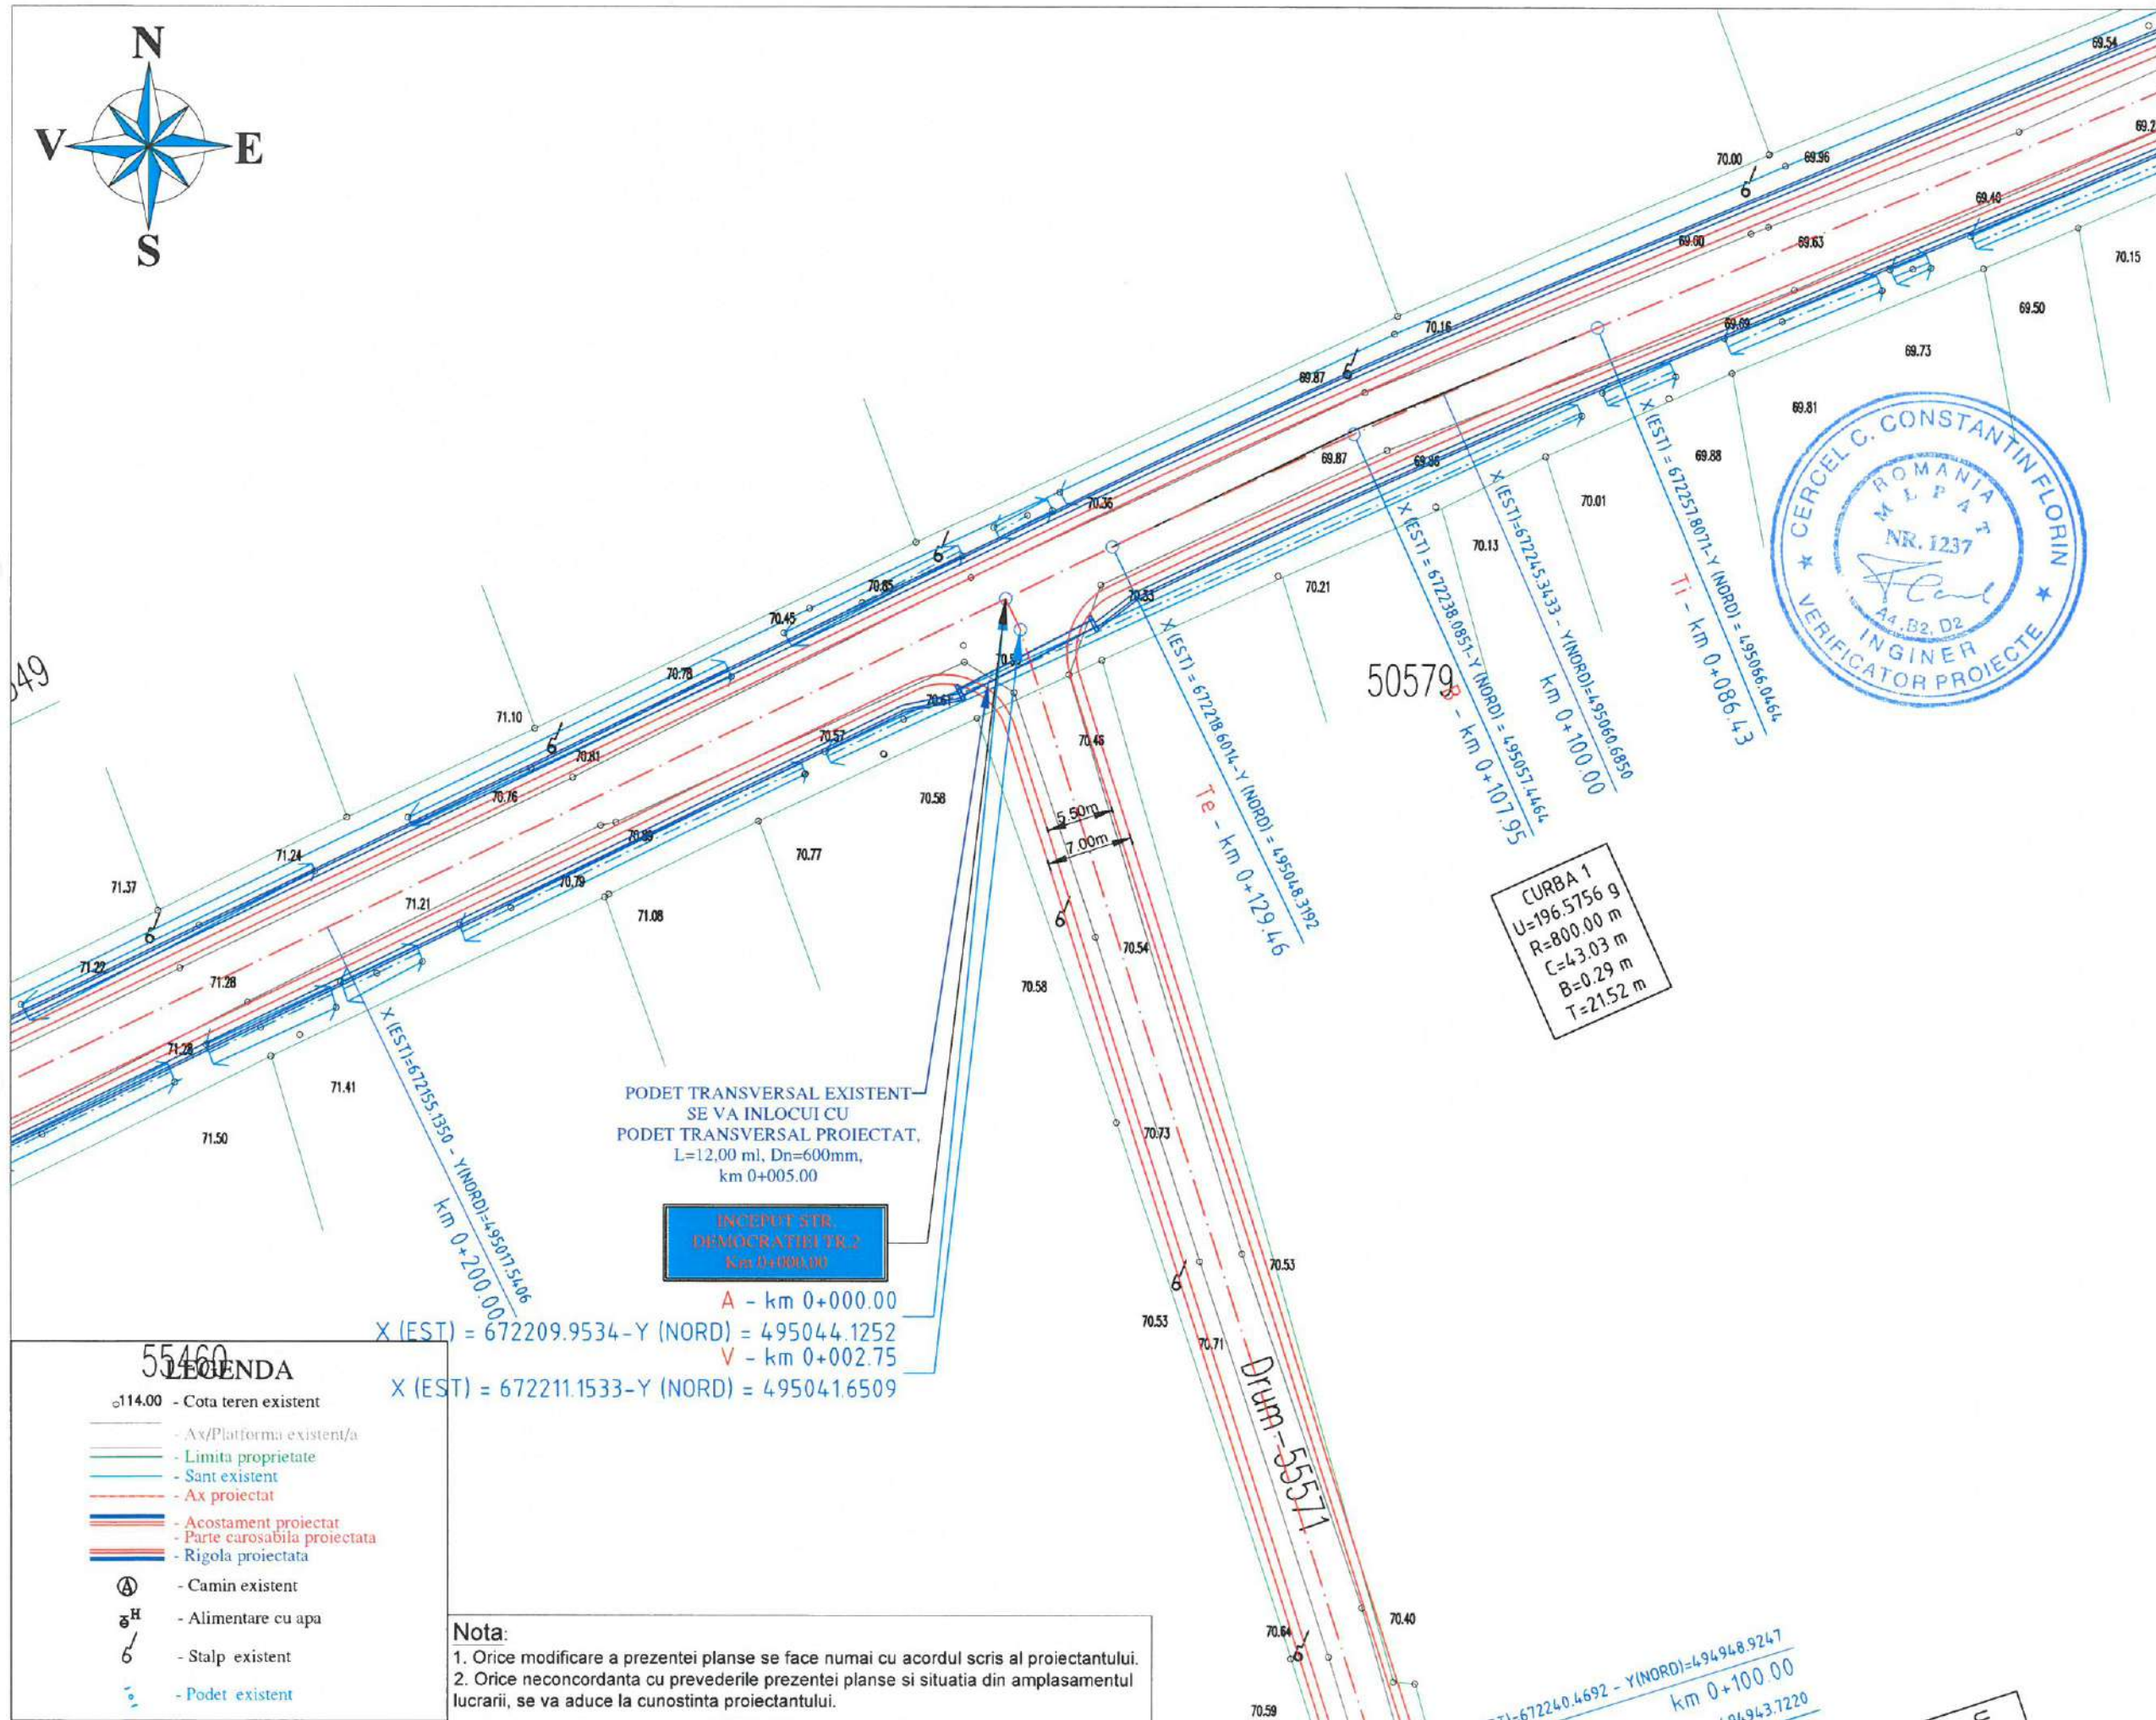 N
V
E
S
69.54
70.00
69.96
69.40
69.60
69.63
70.15
70.16
69.50
69.69
69.73
69.87
69.81
69.87
69.86
69.88
70.36
70.01
70.13
70.33
70.21
70.85
70.45
70.78
71.10
70.61
70.57
70.46
70.81
70.76
70.58
5.50m
7.00m
70.89
70.77
71.24
70.79
71.37
71.21
71.08
71.22
71.28
70.54
70.58
71.28
71.41
71.50
70.73
70.53
70.53
70.71
70.40
70.64
70.59
50579
CERCEL C. CONSTANTIN FLORIN
ROMANIA
M L P A T
NR. 1237
A4, B2, D2
INGINER
VERIFICATOR PROIECTE
X (EST) = 672257.8071-Y (NORD) = 495066.0464
Ti - km 0+086.43
X (EST)=672245.3433 - Y(NORD)=495060.6850
km 0+100.00
X (EST) = 672238.0851-Y (NORD) = 495057.4464
B - km 0+107.95
X (EST) = 672218.6014-Y (NORD) = 495048.3192
Te - km 0+129.46
CURBA 1
U=196.5756 g
R=800.00 m
C=43.03 m
B=0.29 m
T=21.52 m
X (EST)=672155.1350 - Y(NORD)=495017.5406
km 0+200.00
PODET TRANSVERSAL EXISTENT
SE VA INLOCUI CU
PODET TRANSVERSAL PROIECTAT,
L=12,00 ml, Dn=600mm,
km 0+005.00
INCEPUT STR.
DEMOCRATIEI TR.2
Km 0+000.00
A - km 0+000.00
X (EST) = 672209.9534-Y (NORD) = 495044.1252
V - km 0+002.75
X (EST) = 672211.1533-Y (NORD) = 495041.6509
Drum-55571
55460
LEGENDA
114.00 - Cota teren existent
- Ax/Platforma existent/a
- Limita proprietate
- Sant existent
- Ax proiectat
- Acostament proiectat
- Parte carosabila proiectata
- Rigola proiectata
A - Camin existent
H - Alimentare cu apa
- Stalp existent
- Podet existent
Nota:
1. Orice modificare a prezentei planse se face numai cu acordul scris al proiectantului.
2. Orice neconcordanta cu prevederile prezentei planse si situatia din amplasamentul
lucrarii, se va aduce la cunostinta proiectantului.
=672240.4692 - Y(NORD)=494948.9247
km 0+100.00